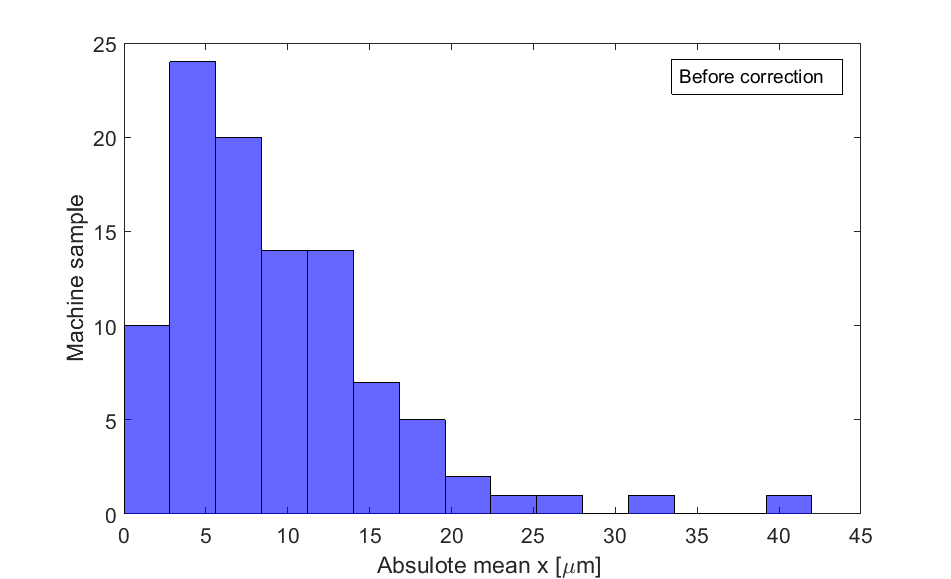 25
20
15
10
5
0
Machine sample
Before correction
0 5 10 15 20 25 30 35 40 45
Absulote mean x [μm]